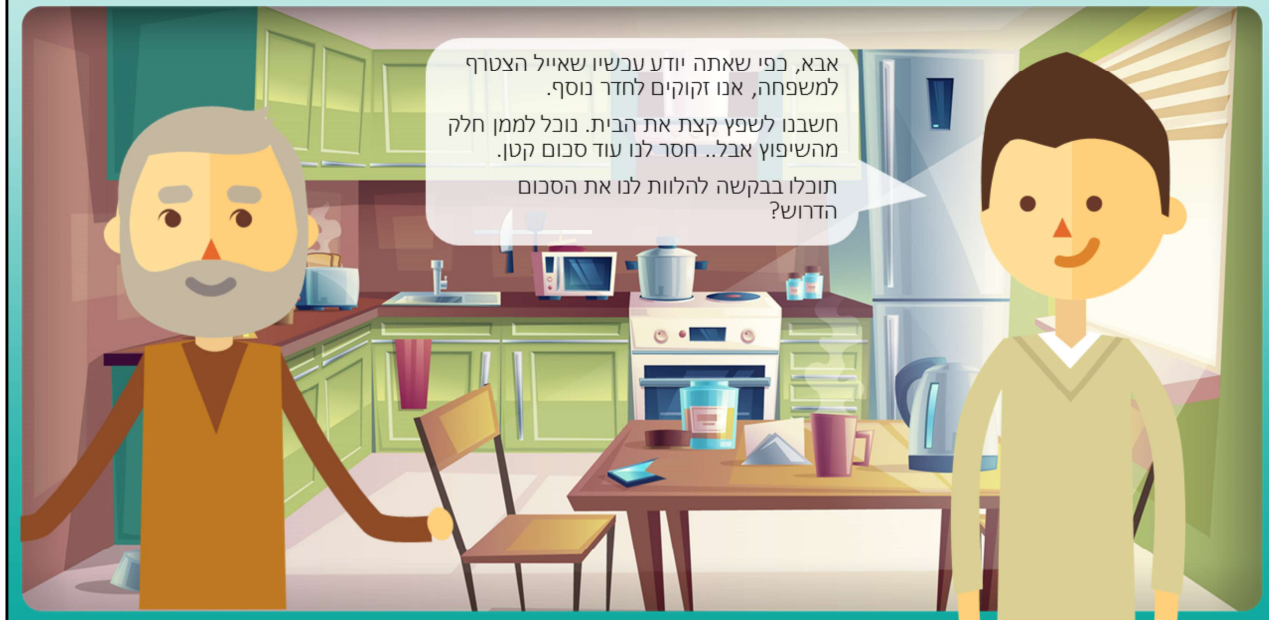 אבא, כפי שאתה יודע עכשיו שאייל הצטרף
למשפחה, אנו זקוקים לחדר נוסף.
חשבנו לשפץ קצת את הבית. נוכל לממן חלק
מהשיפוץ אבל.. חסר לנו עוד סכום קטן.
תוכלו בבקשה להלוות לנו את הסכום
הדרוש?